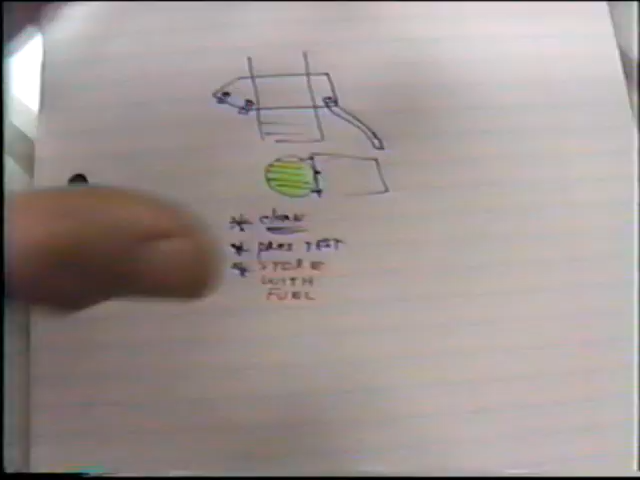 * CLEAN
* PRES TEST
* STORE
WITH
FUEL